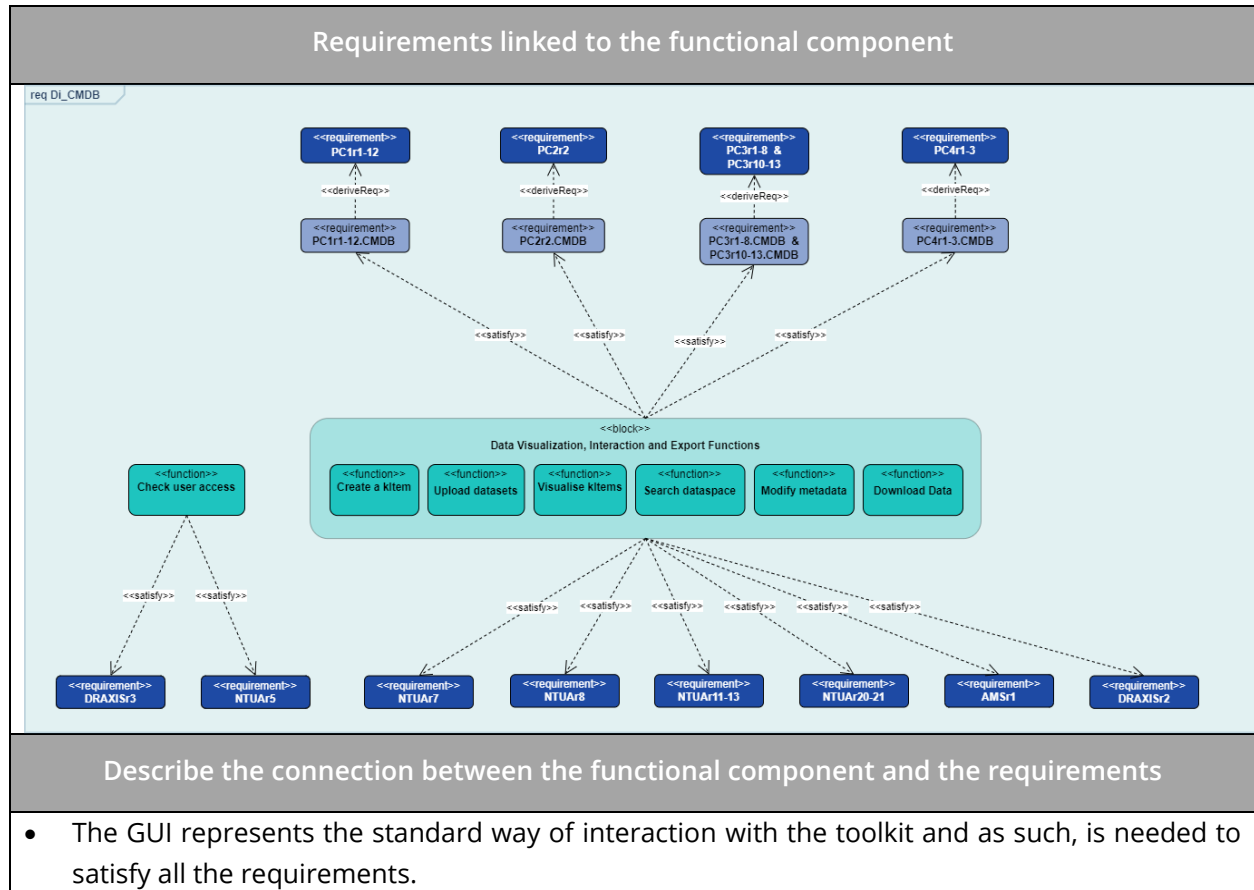 Requirements linked to the functional component
req Di_CMDB
<<requirement>>
PC1r1-12
<<requirement>>
PC2r2
<<requirement>>
PC3r1-8 &
PC3r10-13
<<requirement>>
PC4r1-3
<<deriveReq>>
<<deriveReq>>
<<deriveReq>>
<<deriveReq>>
<<requirement>>
PC1r1-12.CMDB
<<requirement>>
PC2r2.CMDB
<<requirement>>
PC3r1-8.CMDB &
PC3r10-13.CMDB
<<requirement>>
PC4r1-3.CMDB
<<satisfy>>
<<satisfy>>
<<satisfy>>
<<satisfy>>
<<block>>
Data Visualization, Interaction and Export Functions
<<function>>
Check user access
<<function>>
Create a kItem
<<function>>
Upload datasets
<<function>>
Visualise kItems
<<function>>
Search dataspace
<<function>>
Modify metadata
<<function>>
Download Data
<<satisfy>>
<<satisfy>>
<<satisfy>>
<<satisfy>>
<<satisfy>>
<<satisfy>>
<<satisfy>>
<<satisfy>>
<<requirement>>
DRAXISr3
<<requirement>>
NTUAr5
<<requirement>>
NTUAr7
<<requirement>>
NTUAr8
<<requirement>>
NTUAr11-13
<<requirement>>
NTUAr20-21
<<requirement>>
AMSr1
<<requirement>>
DRAXISr2
Describe the connection between the functional component and the requirements
• The GUI represents the standard way of interaction with the toolkit and as such, is needed to
satisfy all the requirements.